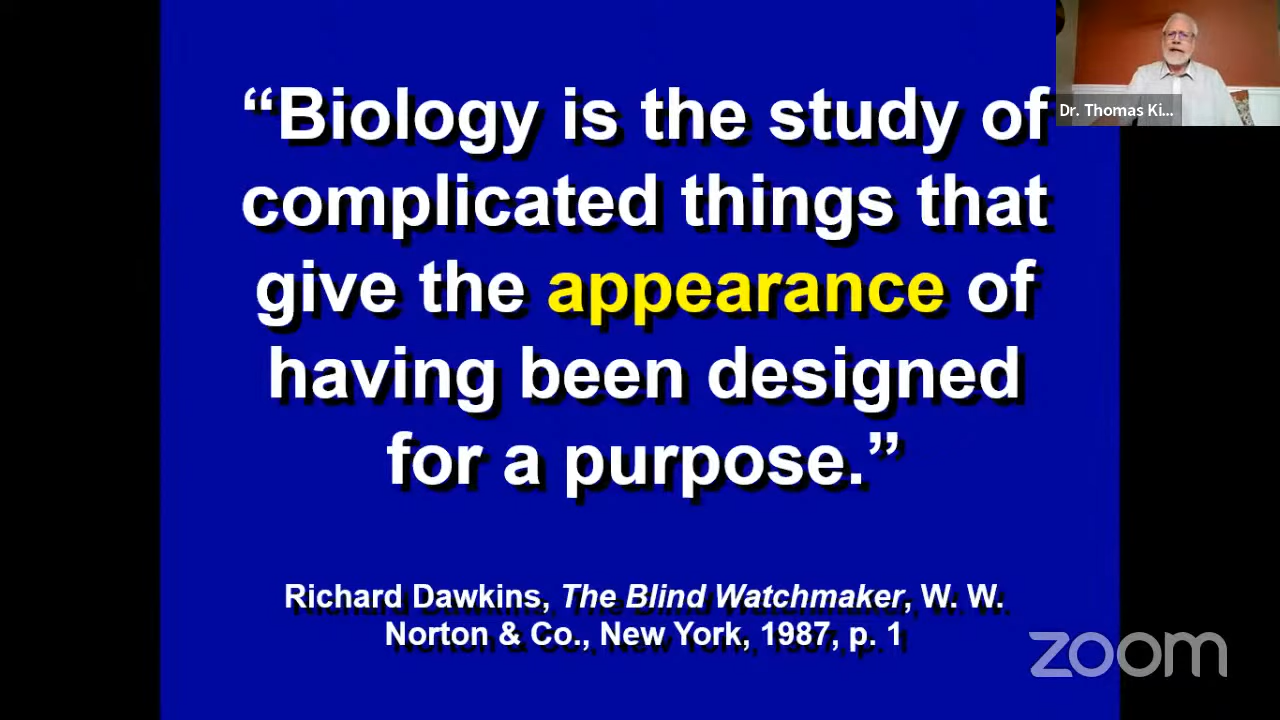 “Biology is the study of
complicated things that
give the appearance of
having been designed
for a purpose.”
Richard Dawkins, The Blind Watchmaker, W. W.
Norton & Co., New York, 1987, p. 1
Dr. Thomas Ki...
zoom